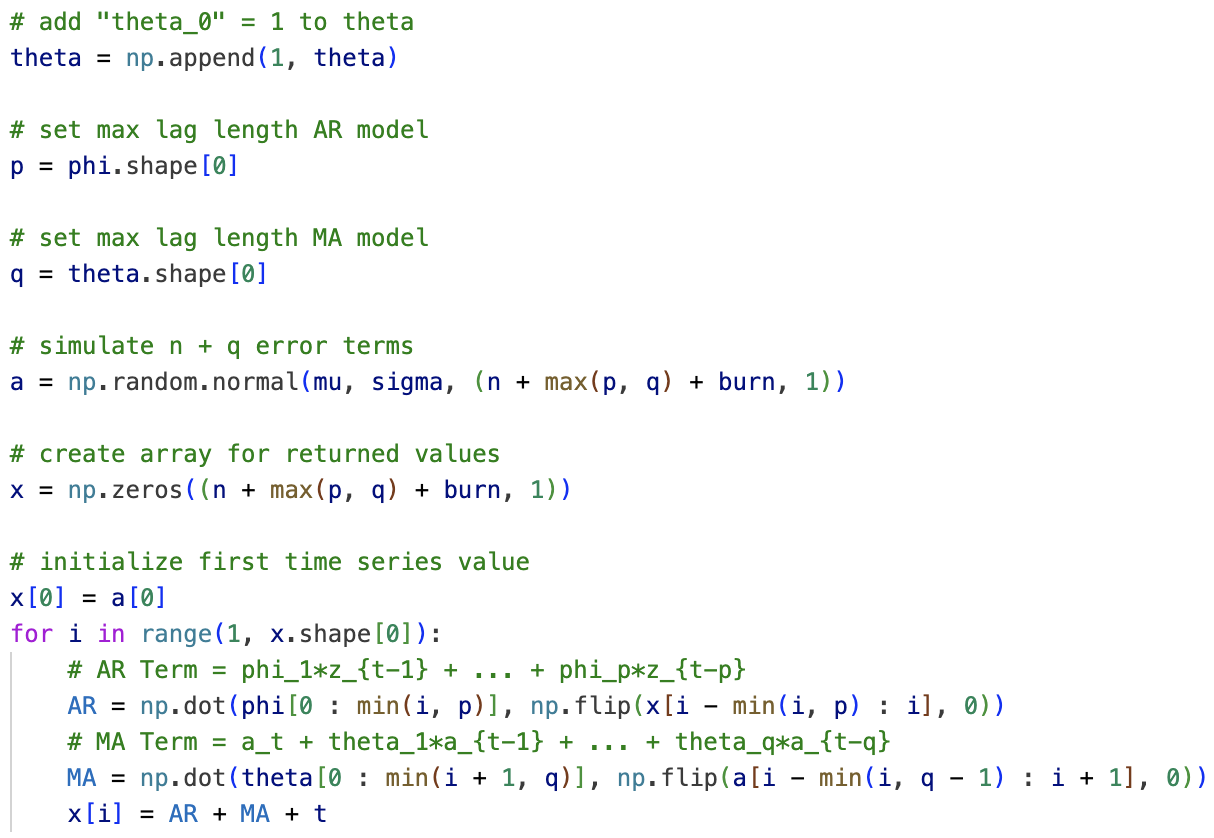 # add "theta_0" = 1 to theta
theta = np.append(1, theta)

# set max lag length AR model
p = phi.shape[0]

# set max lag length MA model
q = theta.shape[0]

# simulate n + q error terms
a = np.random.normal(mu, sigma, (n + max(p, q) + burn, 1))

# create array for returned values
x = np.zeros((n + max(p, q) + burn, 1))

# initialize first time series value
x[0] = a[0]
for i in range(1, x.shape[0]):
    # AR Term = phi_1*z_{t-1} + ... + phi_p*z_{t-p}
    AR = np.dot(phi[0 : min(i, p)], np.flip(x[i - min(i, p) : i], 0))
    # MA Term = a_t + theta_1*a_{t-1} + ... + theta_q*a_{t-q}
    MA = np.dot(theta[0 : min(i + 1, q)], np.flip(a[i - min(i, q - 1) : i + 1], 0))
    x[i] = AR + MA + t